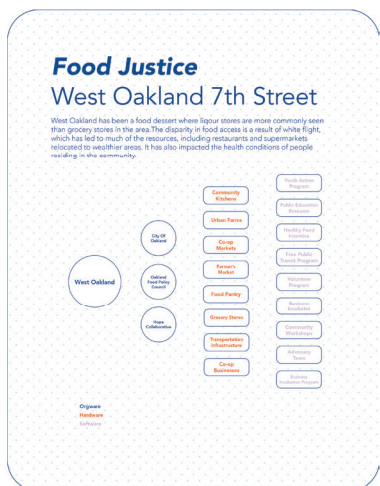 Food Justice
West Oakland 7th Street
West Oakland has been a food dessert where liqour stores are more commonly seen
than grocery stores in the area.The disparity in food access is a result of white flight,
which has led to much of the resources, including restaurants and supermarkets
relocated to wealthier areas. It has also impacted the health conditions of people
residing in the community.
West Oakland
City Of
Oakland
Oakland
Food Policy
Council
Hope
Collaborative
Community
Kitchens
Urban Farms
Co-op
Markets
Farmer's
Market
Food Pantry
Grocery Stores
Transportation
Infrastructure
Co-op
Businesses
Youth Action
Program
Public Education
Resource
Healthy Food
Incentive
Free Public
Transit Program
Volunteer
Program
Business
Incubator
Community
Workshops
Advocacy
Team
Business
Incubation Program
Orgware
Hardware
Software